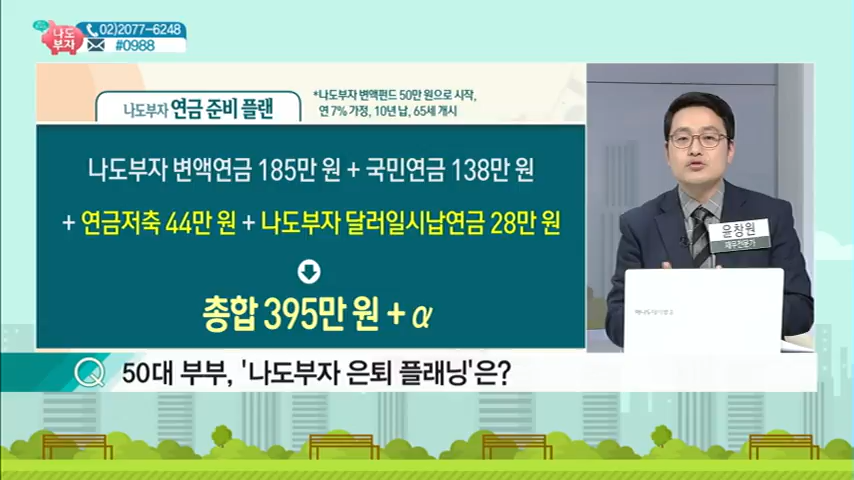 나도
부자
02)2077-6248
#0988
나도부자 연금 준비 플랜
*나도부자 변액펀드 50만 원으로 시작,
연 7% 가정, 10년 납, 65세 개시
나도부자 변액연금 185만 원 + 국민연금 138만 원
+ 연금저축 44만 원 + 나도부자 달러일시납연금 28만 원
총합 395만 원 + α
윤창원
재무전문가
Q 50대 부부, '나도부자 은퇴 플래닝'은?